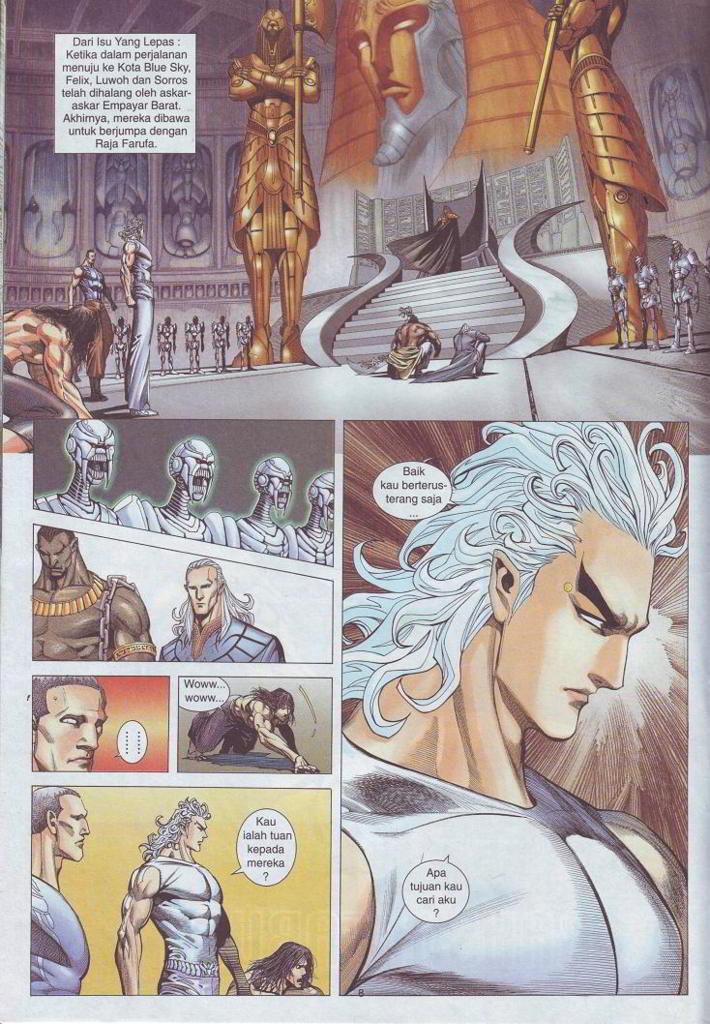 Dari Isu Yang Lepas :
Ketika dalam perjalanan
menuju ke Kota Blue Sky,
Felix, Luwoh dan Sorros
telah dihalang oleh askar-
askar Empayar Barat.
Akhirnya, mereka dibawa
untuk berjumpa dengan
Raja Farufa.
Baik
kau berterus-
terang saja
...
Woww...
woww...
Kau
ialah tuan
kepada
mereka
?
Apa
tujuan kau
cari aku
?
8